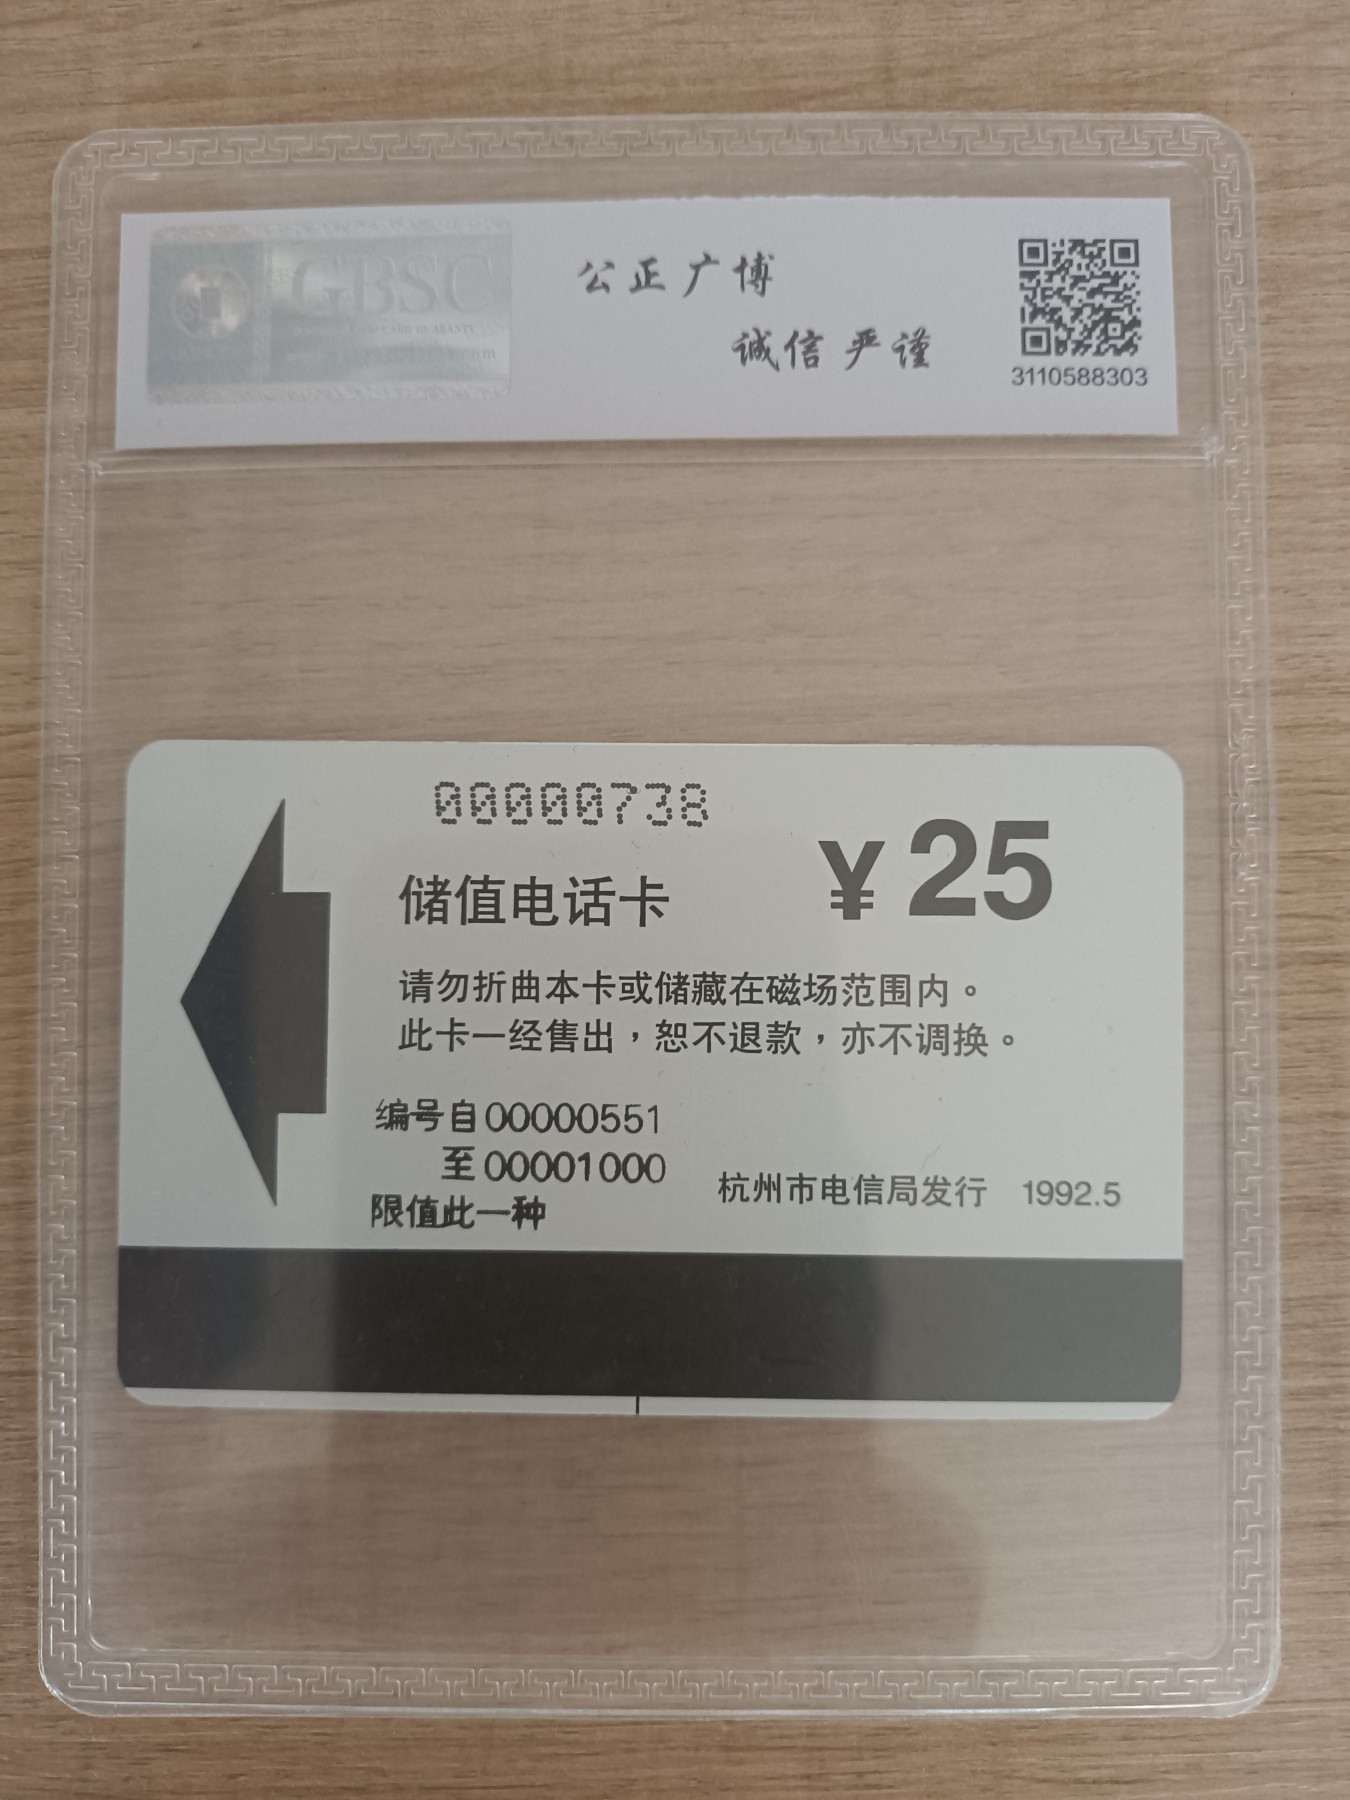 GBSC
公正广博
诚信严谨
3110588303
00000738
储值电话卡
¥25
请勿折曲本卡或储藏在磁场范围内。
此卡一经售出，恕不退款，亦不调换。
编号自00000551
至00001000
限值此一种
杭州市电信局发行 1992.5